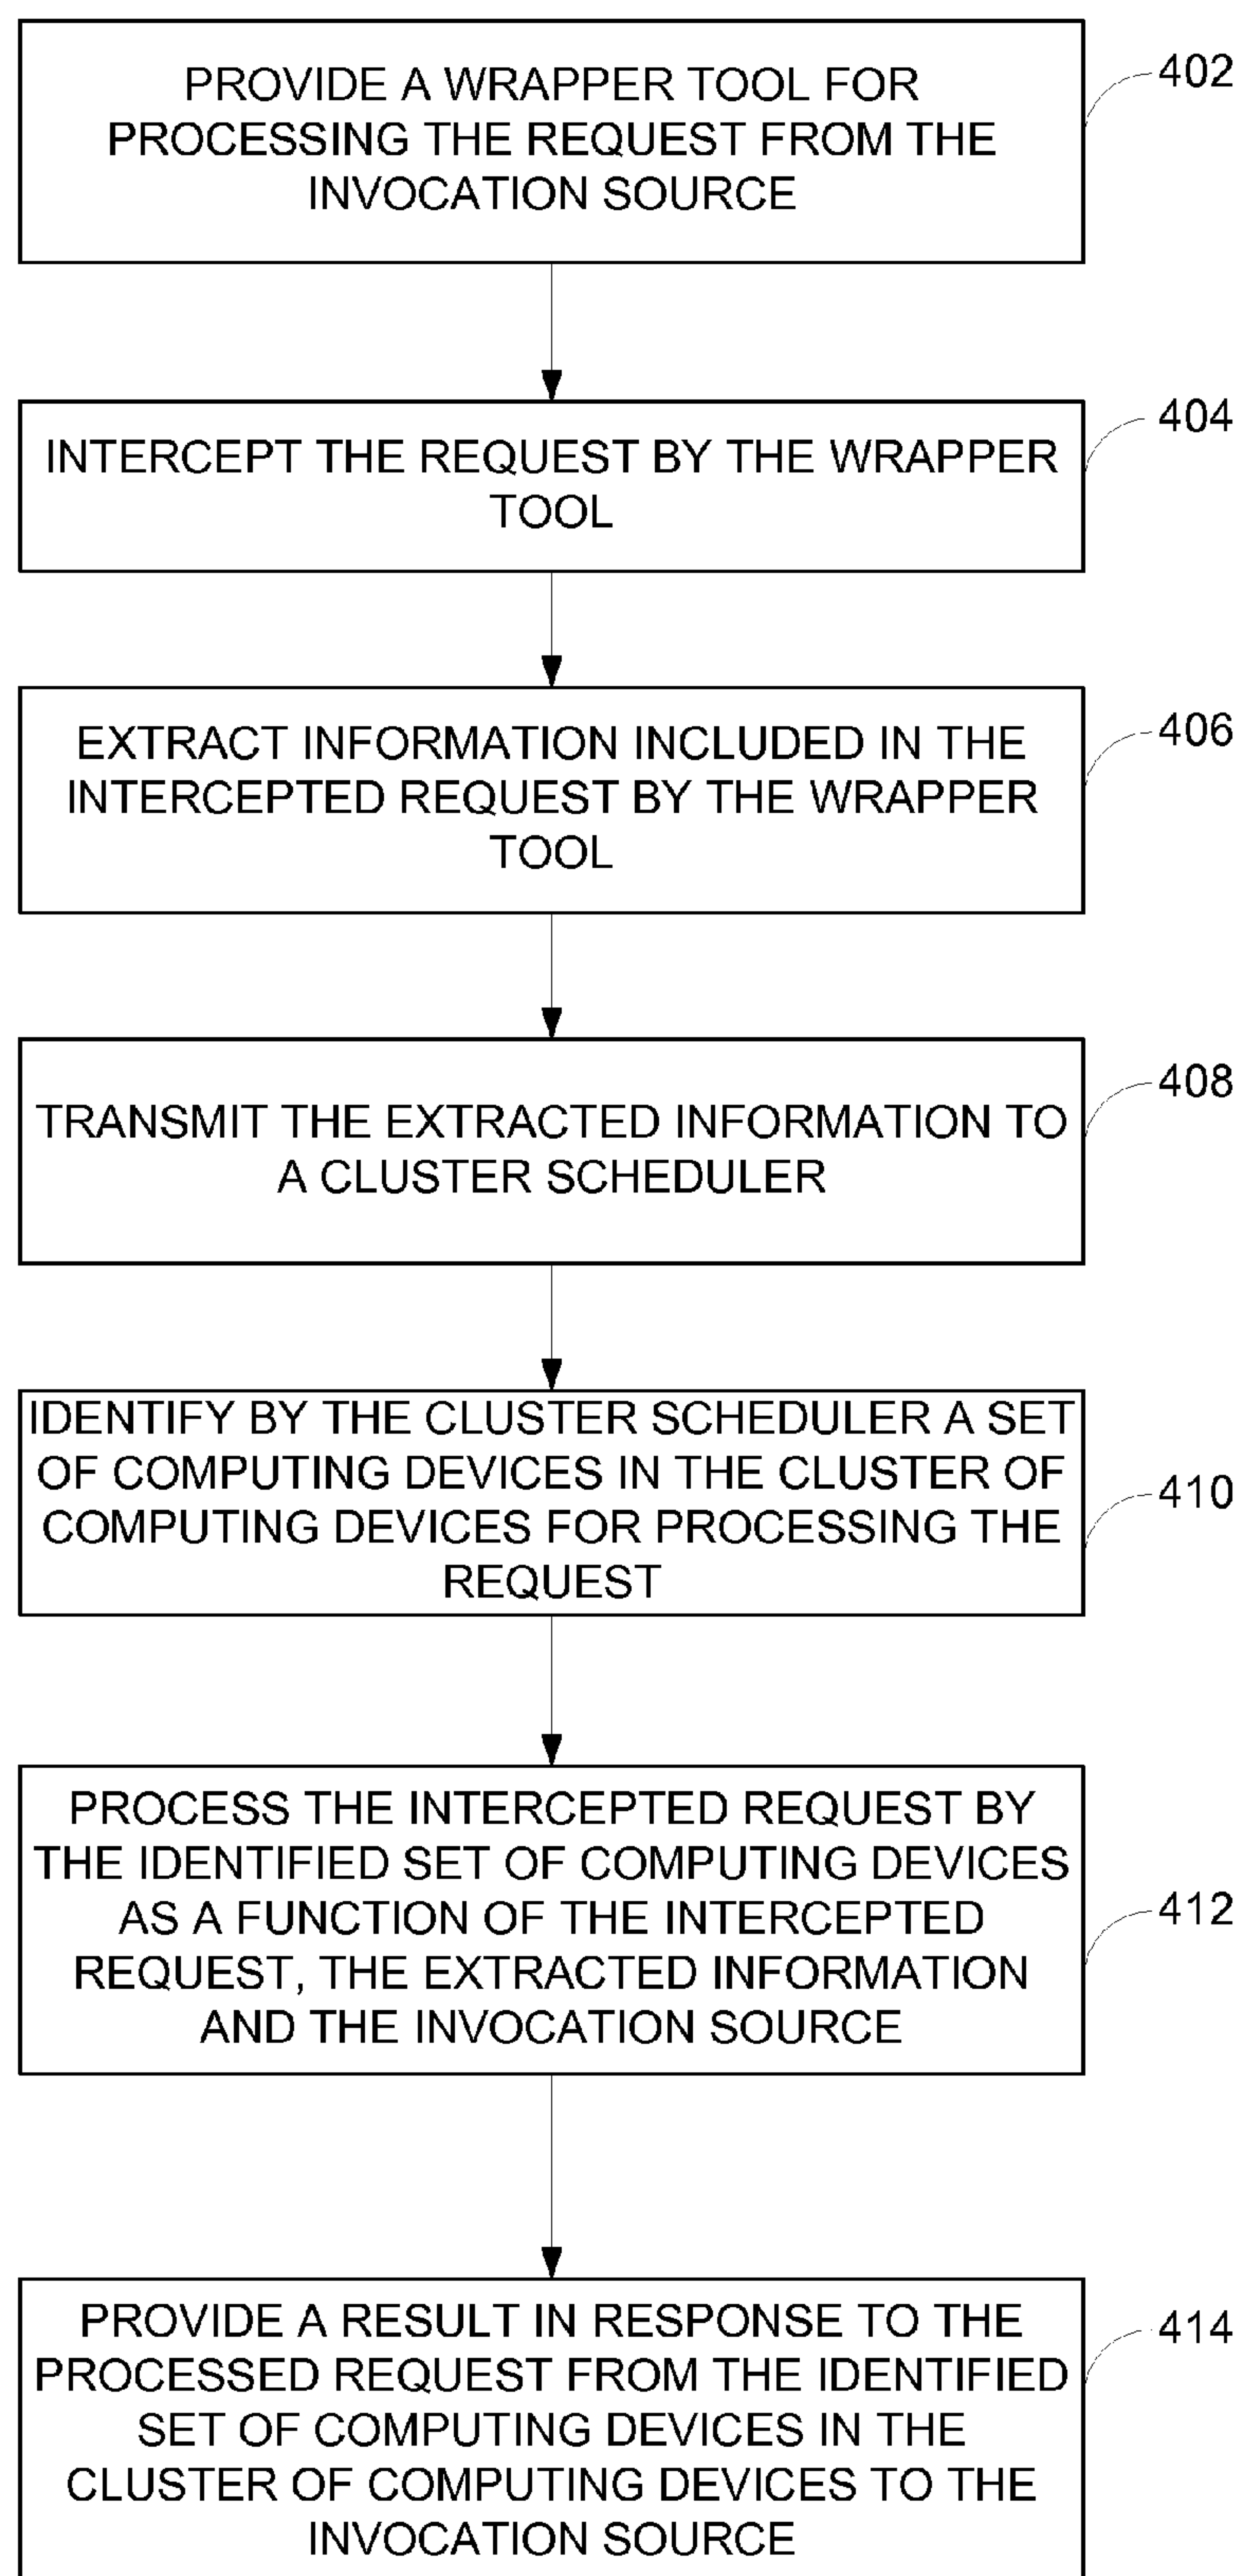 PROVIDE A WRAPPER TOOL FOR
PROCESSING THE REQUEST FROM THE
INVOCATION SOURCE
402
INTERCEPT THE REQUEST BY THE WRAPPER
TOOL
404
EXTRACT INFORMATION INCLUDED IN THE
INTERCEPTED REQUEST BY THE WRAPPER
TOOL
406
TRANSMIT THE EXTRACTED INFORMATION TO
A CLUSTER SCHEDULER
408
IDENTIFY BY THE CLUSTER SCHEDULER A SET
OF COMPUTING DEVICES IN THE CLUSTER OF
COMPUTING DEVICES FOR PROCESSING THE
REQUEST
410
PROCESS THE INTERCEPTED REQUEST BY
THE IDENTIFIED SET OF COMPUTING DEVICES
AS A FUNCTION OF THE INTERCEPTED
REQUEST, THE EXTRACTED INFORMATION
AND THE INVOCATION SOURCE
412
PROVIDE A RESULT IN RESPONSE TO THE
PROCESSED REQUEST FROM THE IDENTIFIED
SET OF COMPUTING DEVICES IN THE
CLUSTER OF COMPUTING DEVICES TO THE
INVOCATION SOURCE
414